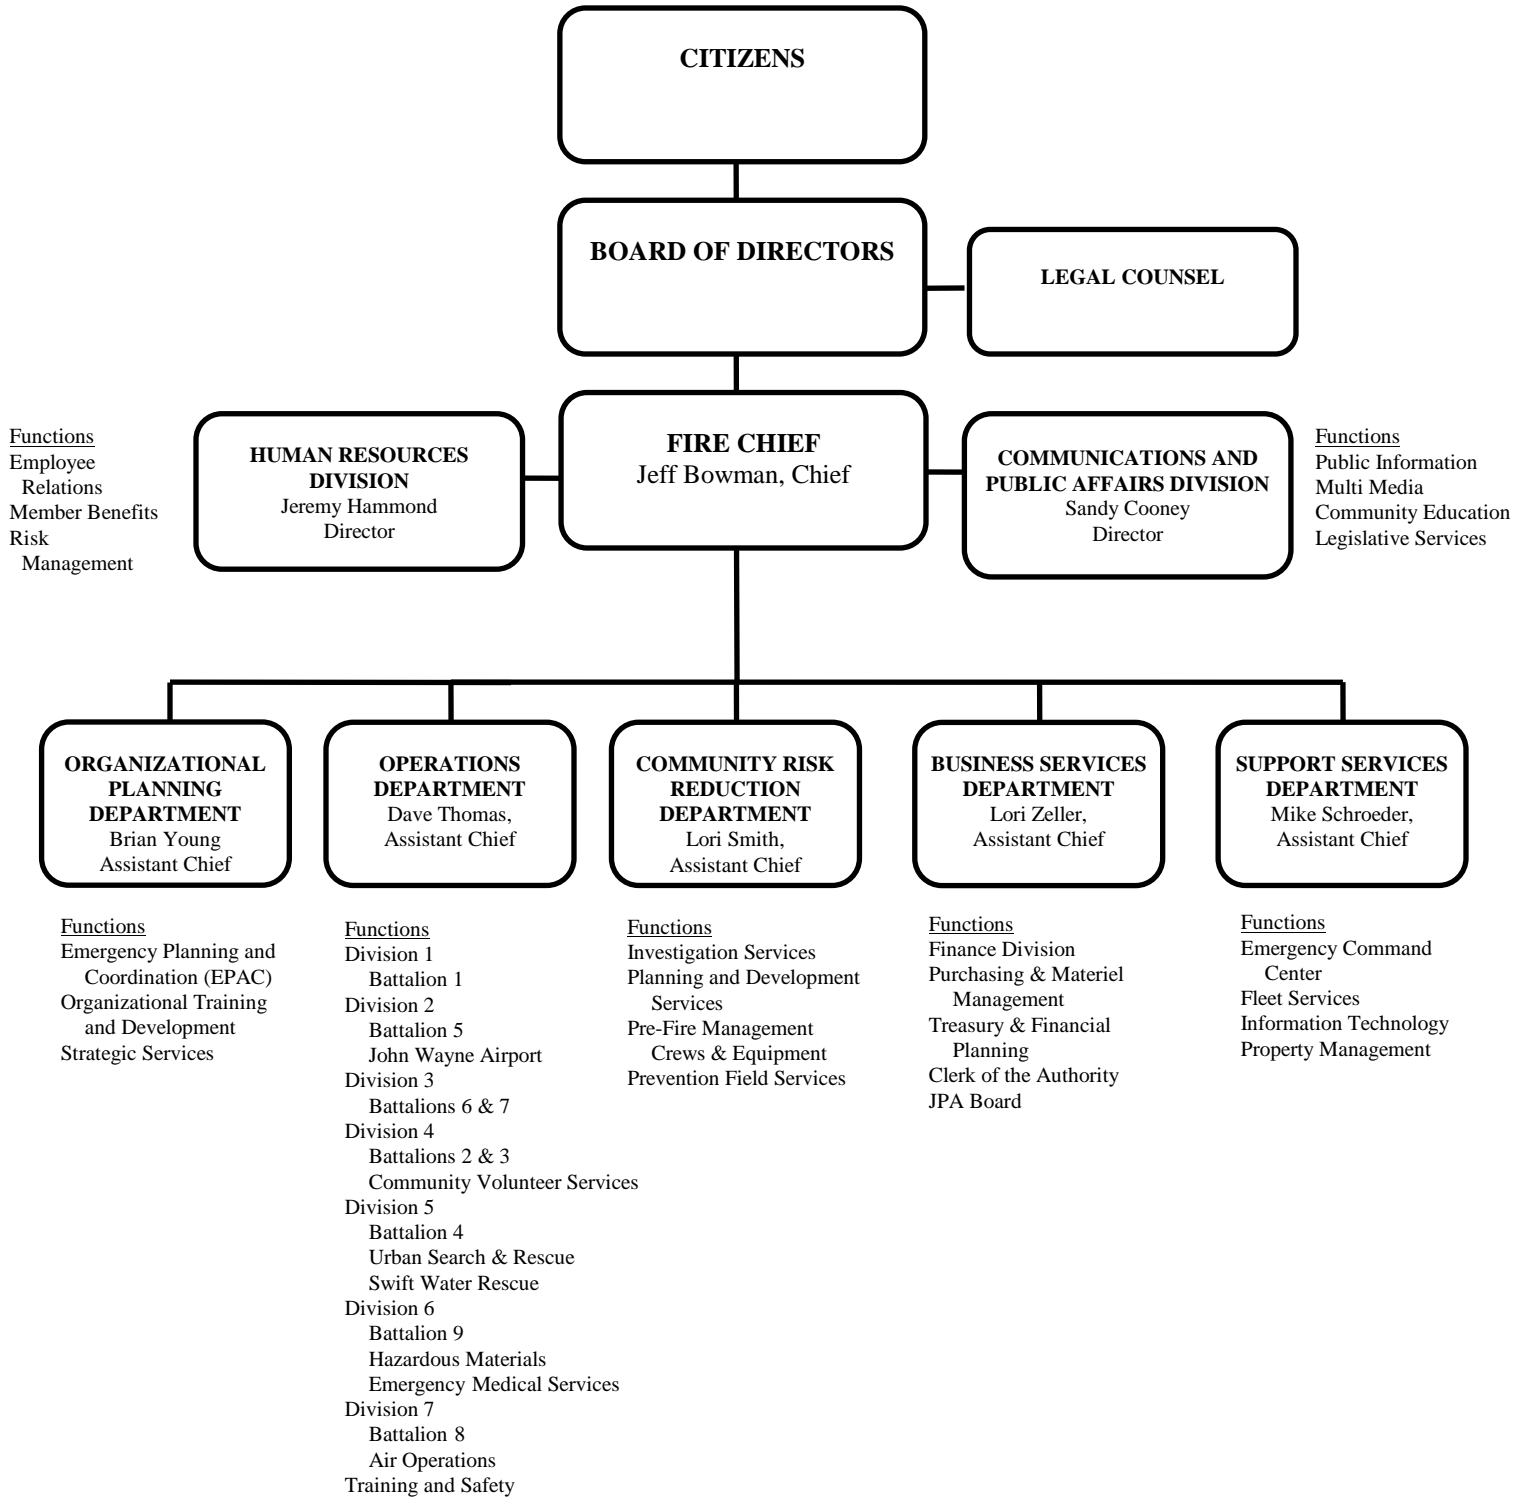 CITIZENS
BOARD OF DIRECTORS
LEGAL COUNSEL
Functions
Employee
Relations
Member Benefits
Risk
Management
HUMAN RESOURCES
DIVISION
Jeremy Hammond
Director
FIRE CHIEF
Jeff Bowman, Chief
COMMUNICATIONS AND
PUBLIC AFFAIRS DIVISION
Sandy Cooney
Director
Functions
Public Information
Multi Media
Community Education
Legislative Services
ORGANIZATIONAL
PLANNING
DEPARTMENT
Brian Young
Assistant Chief
Functions
Emergency Planning and
Coordination (EPAC)
Organizational Training
and Development
Strategic Services
OPERATIONS
DEPARTMENT
Dave Thomas,
Assistant Chief
Functions
Division 1
Battalion 1
Division 2
Battalion 5
John Wayne Airport
Division 3
Battalions 6 & 7
Division 4
Battalions 2 & 3
Community Volunteer Services
Division 5
Battalion 4
Urban Search & Rescue
Swift Water Rescue
Division 6
Battalion 9
Hazardous Materials
Emergency Medical Services
Division 7
Battalion 8
Air Operations
Training and Safety
COMMUNITY RISK
REDUCTION
DEPARTMENT
Lori Smith,
Assistant Chief
Functions
Investigation Services
Planning and Development
Services
Pre-Fire Management
Crews & Equipment
Prevention Field Services
BUSINESS SERVICES
DEPARTMENT
Lori Zeller,
Assistant Chief
Functions
Finance Division
Purchasing & Materiel
Management
Treasury & Financial
Planning
Clerk of the Authority
JPA Board
SUPPORT SERVICES
DEPARTMENT
Mike Schroeder,
Assistant Chief
Functions
Emergency Command
Center
Fleet Services
Information Technology
Property Management